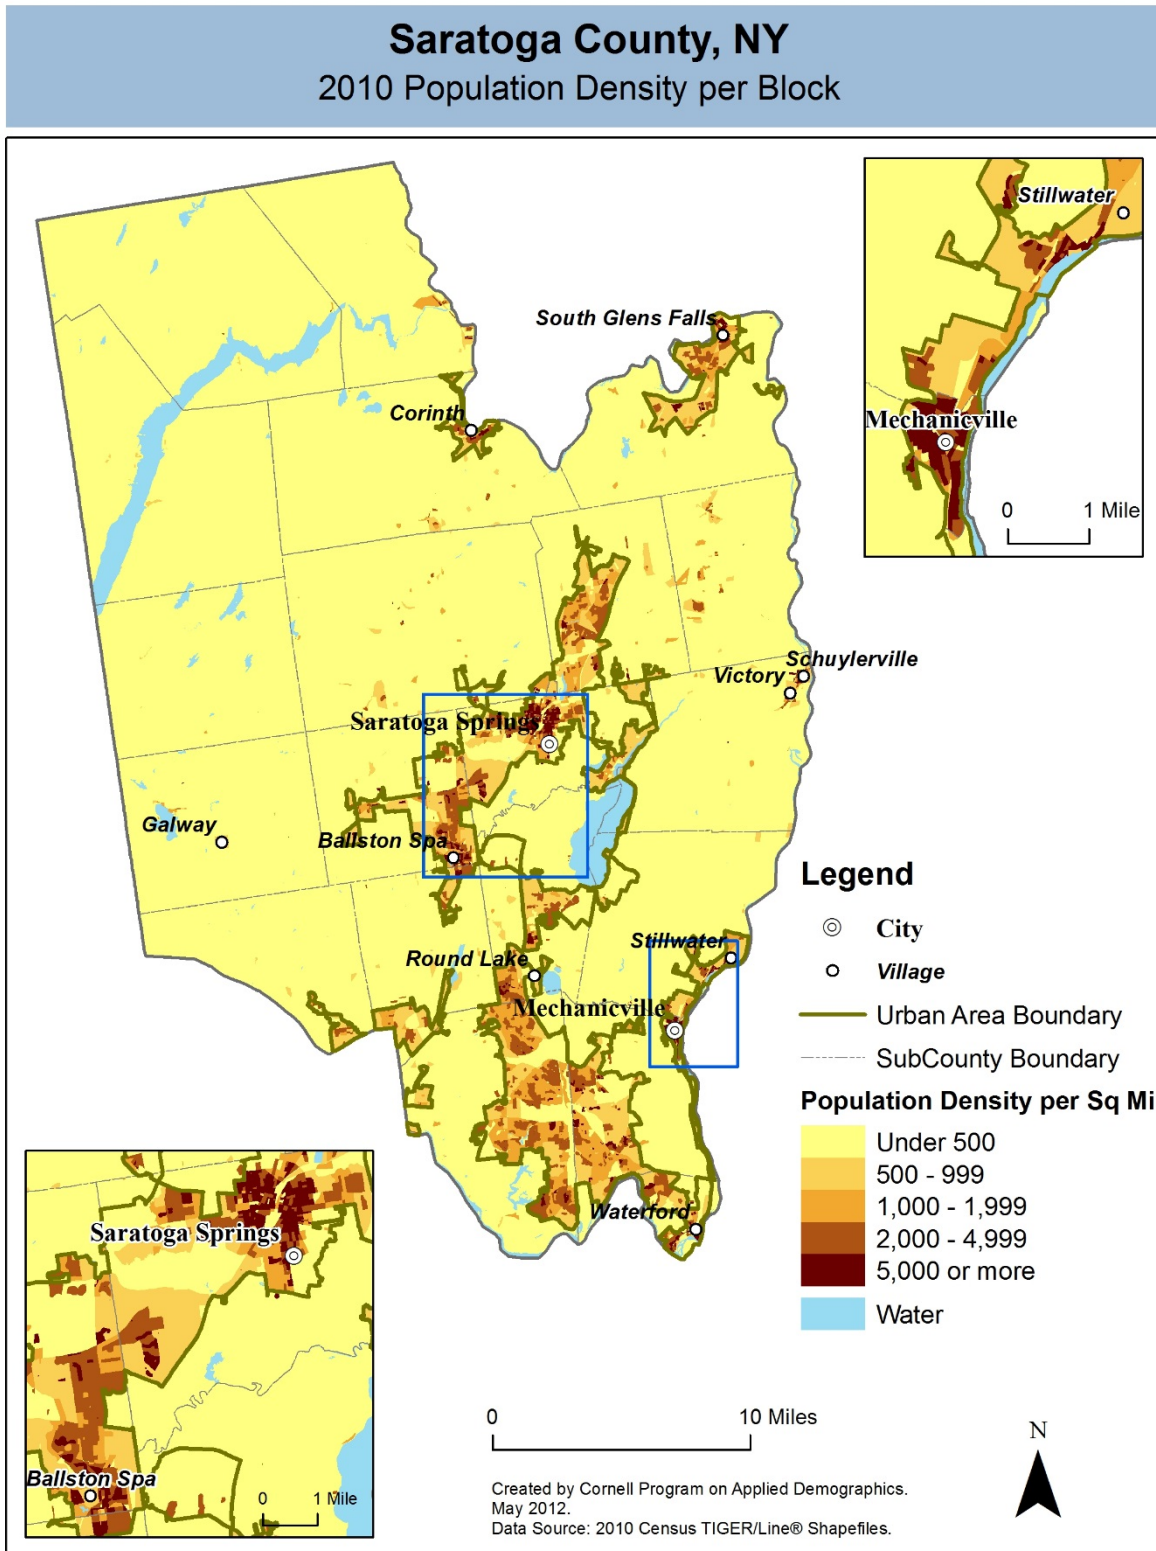 Saratoga County, NY
2010 Population Density per Block
Stillwater
Mechanicville
0 1 Mile
South Glens Falls
Corinth
Schuylerville
Victory
Saratoga Springs
Galway
Ballston Spa
Stillwater
Round Lake
Mechanicville
Waterford
Legend
City
Village
Urban Area Boundary
SubCounty Boundary
Population Density per Sq Mi
Under 500
500 - 999
1,000 - 1,999
2,000 - 4,999
5,000 or more
Water
Saratoga Springs
Ballston Spa
0 1 Mile
0 10 Miles
N
Created by Cornell Program on Applied Demographics.
May 2012.
Data Source: 2010 Census TIGER/Line® Shapefiles.